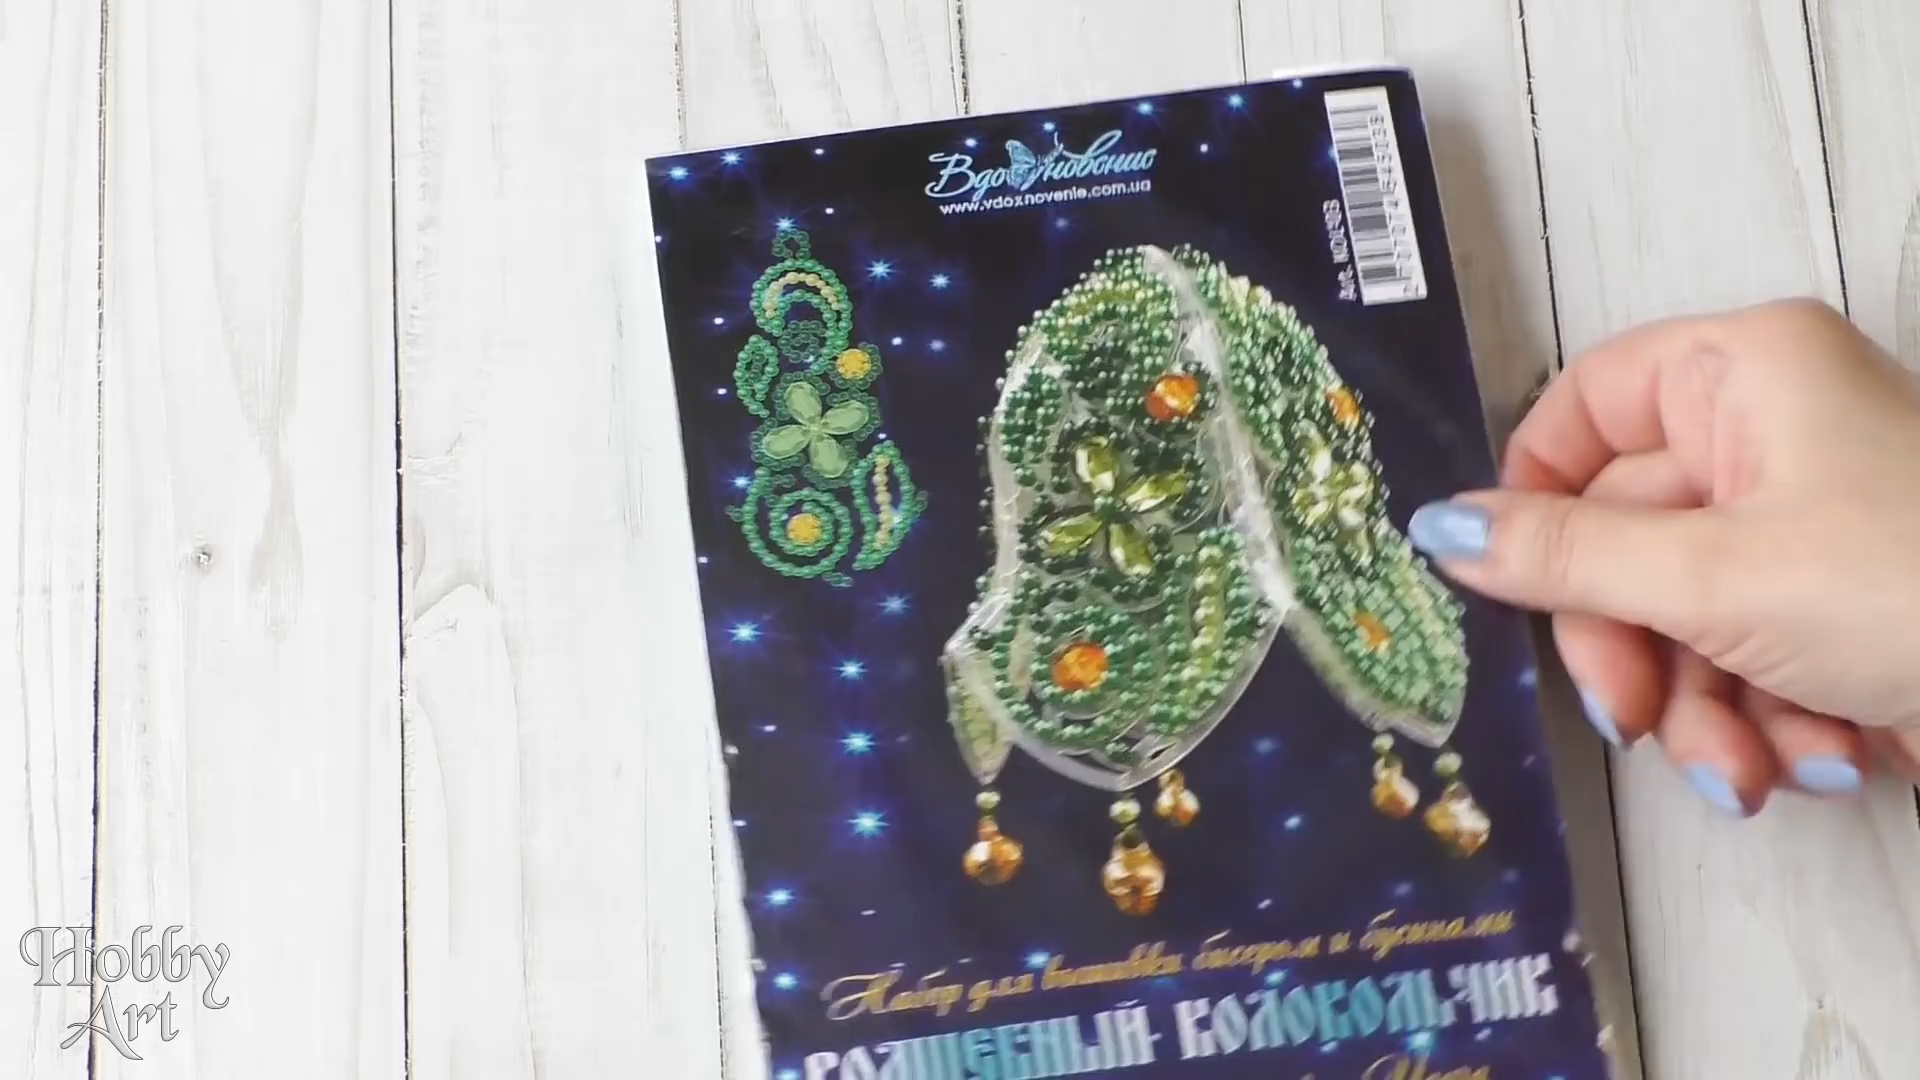 Вдохновение
www.vdoxnovenie.com.ua
Набор для вышивки бисером и бусинами
ВОЛШЕБНЫЙ КОЛОКОЛЬЧИК
Hobby
Art